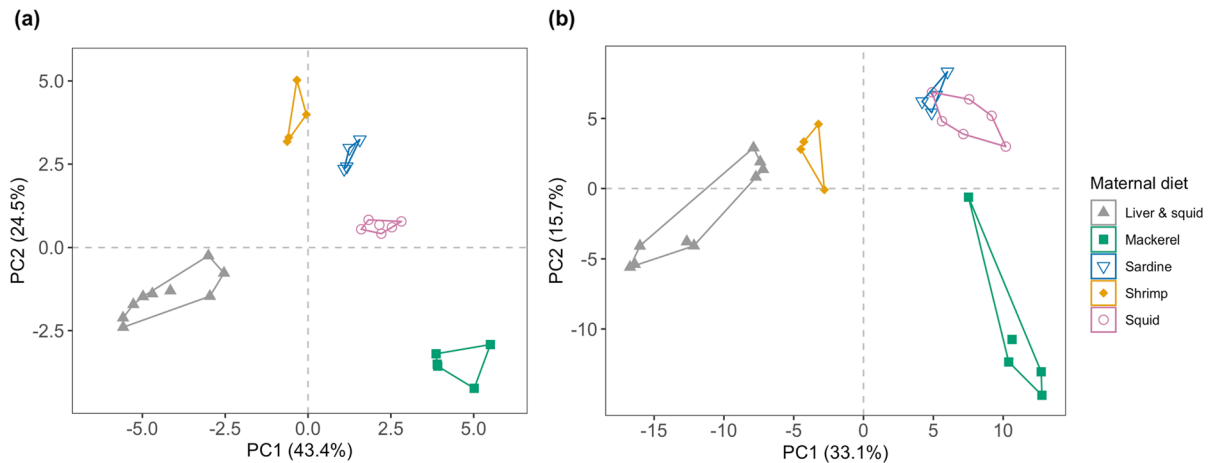 (a)
PC2 (24.5%)
5.0
2.5
0.0
-2.5
-5.0
-2.5
0.0
2.5
5.0
PC1 (43.4%)
(b)
PC2 (15.7%)
5
0
-5
-10
-15
-10
-5
0
5
10
PC1 (33.1%)
Maternal diet
Liver & squid
Mackerel
Sardine
Shrimp
Squid